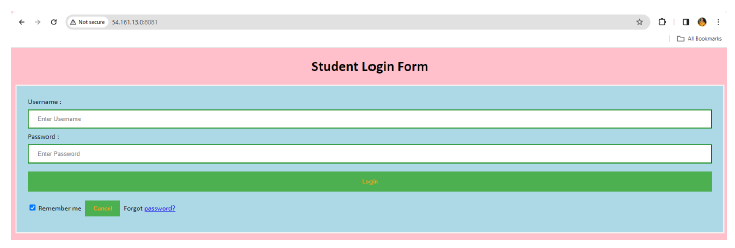 Not secure 54.161.15.0:8081
All Bookmarks
Student Login Form
Username :
Enter Username
Password :
Enter Password
Login
Remember me Cancel Forgot password?